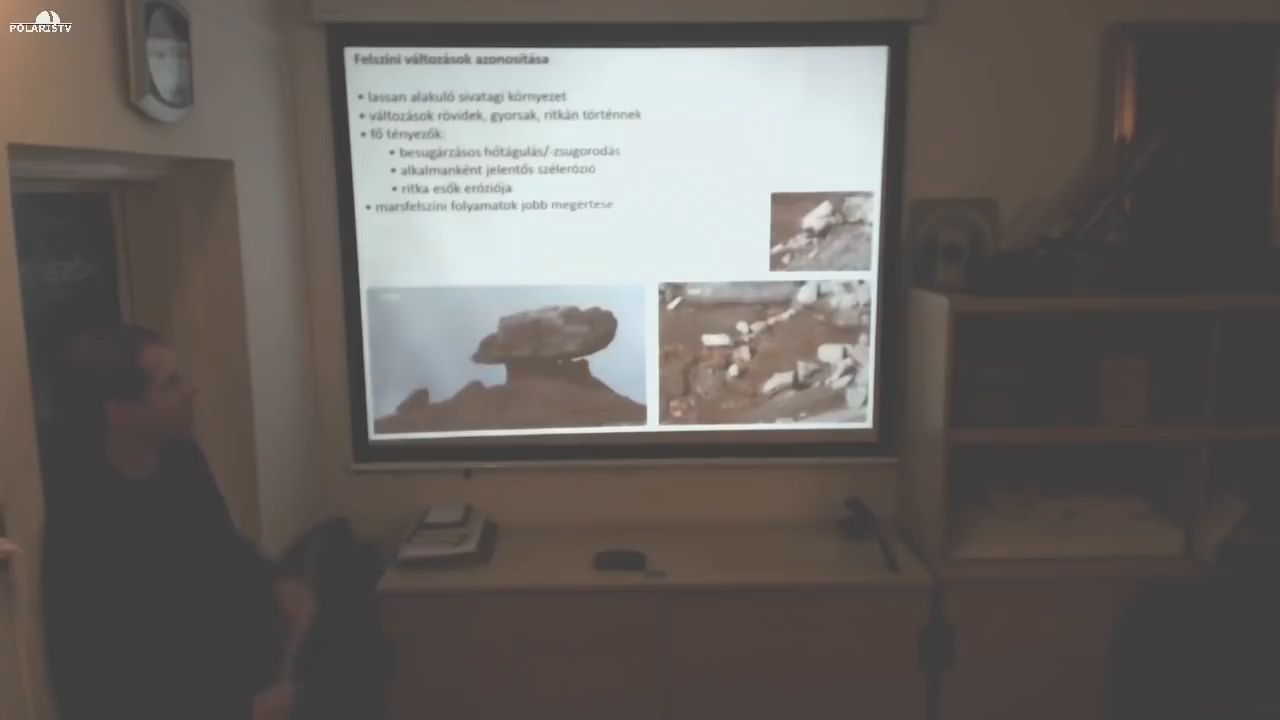 POLARISTV
Felszíni változások azonosítása
• lassan alakuló sivatagi környezet
• változások rövidek, gyorsak, ritkán történnek
• fő tényezők:
• besugárzásos hőtágulás/-zsugorodás
• alkalmanként jelentős szélerózió
• ritka esők eróziója
• marsfelszíni folyamatok jobb megértése